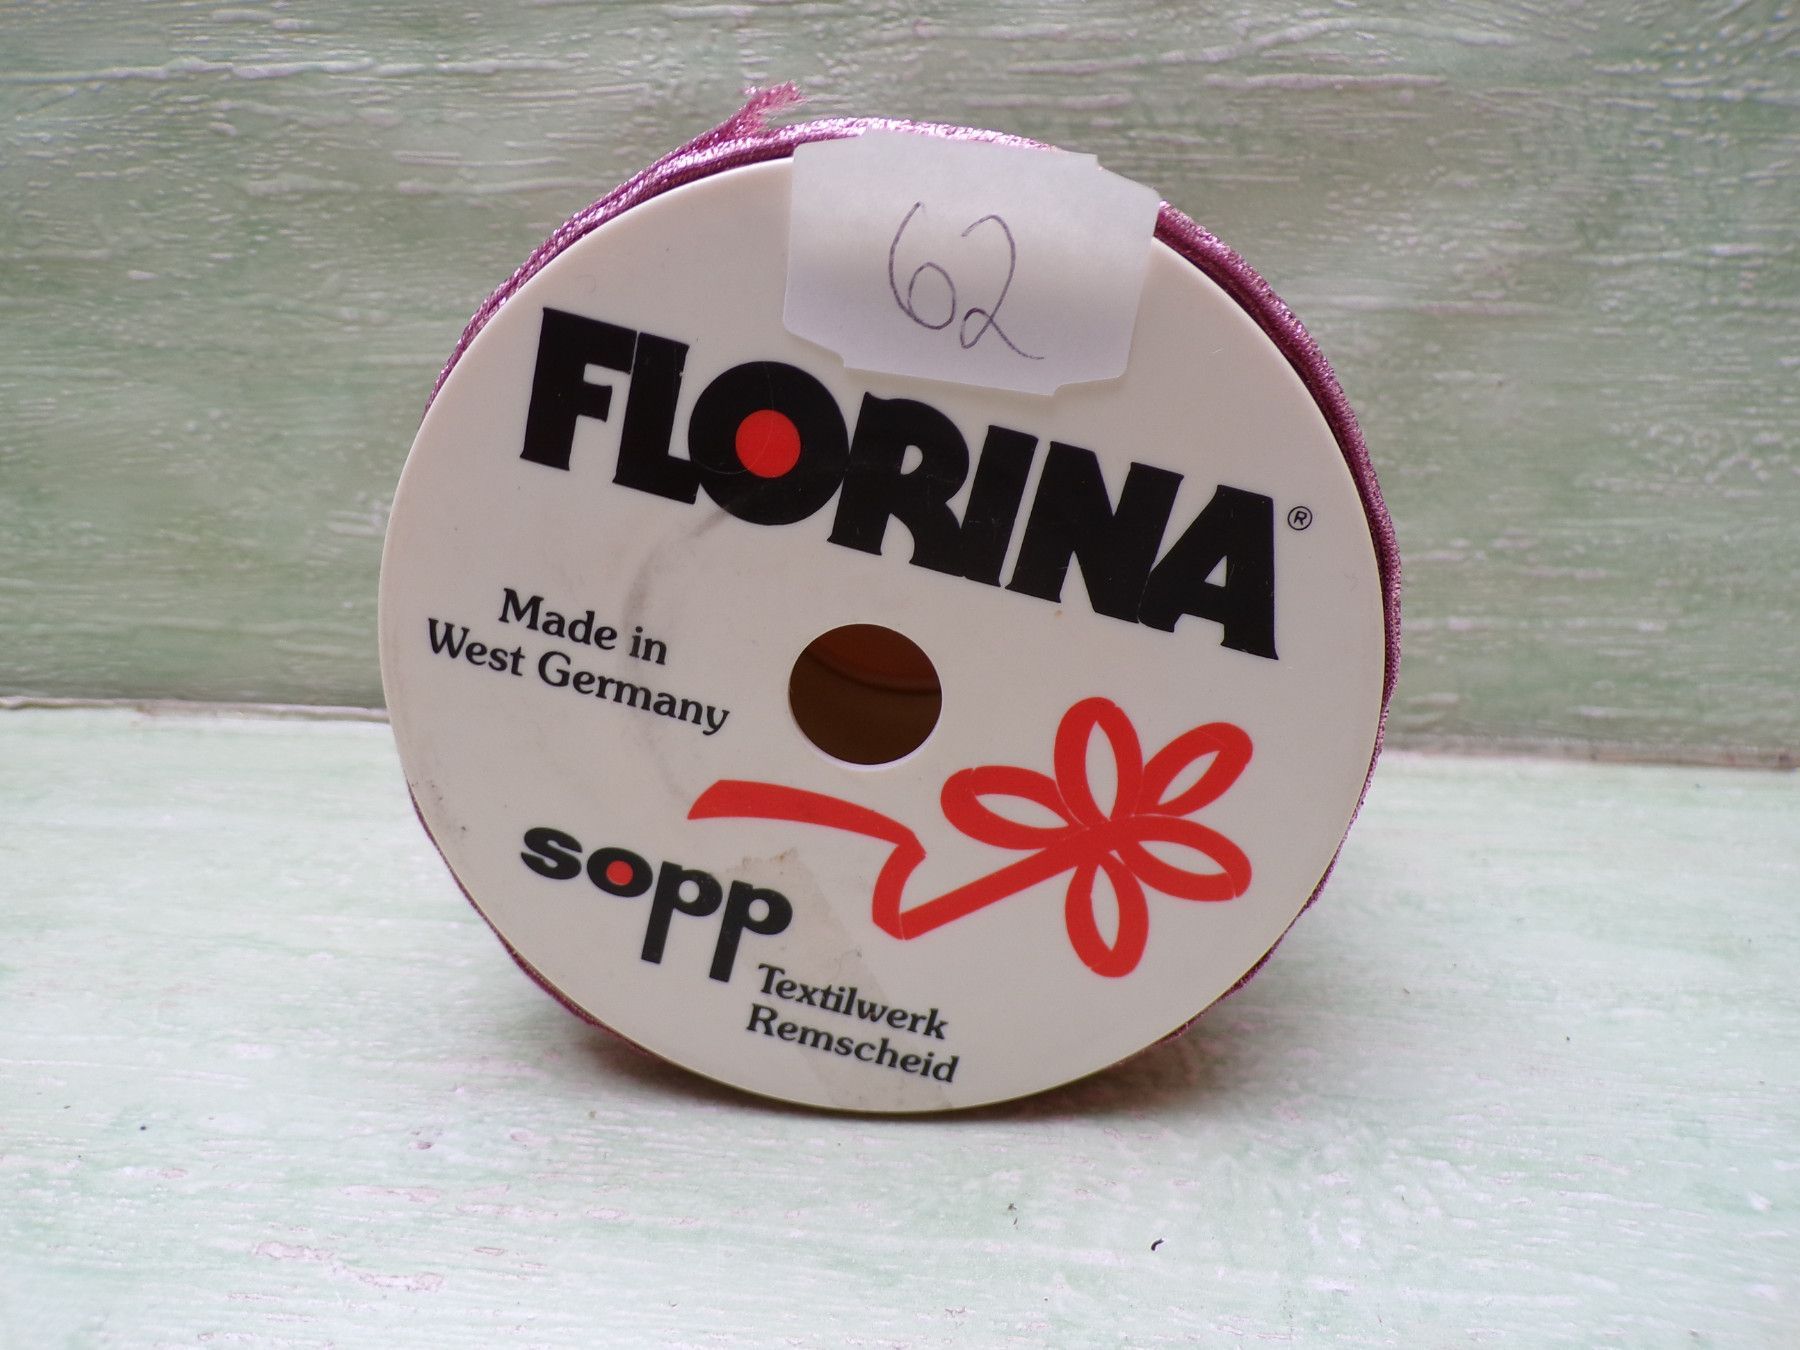 62
FLORINA®
Made in
West Germany
sopp
Textilwerk
Remscheid